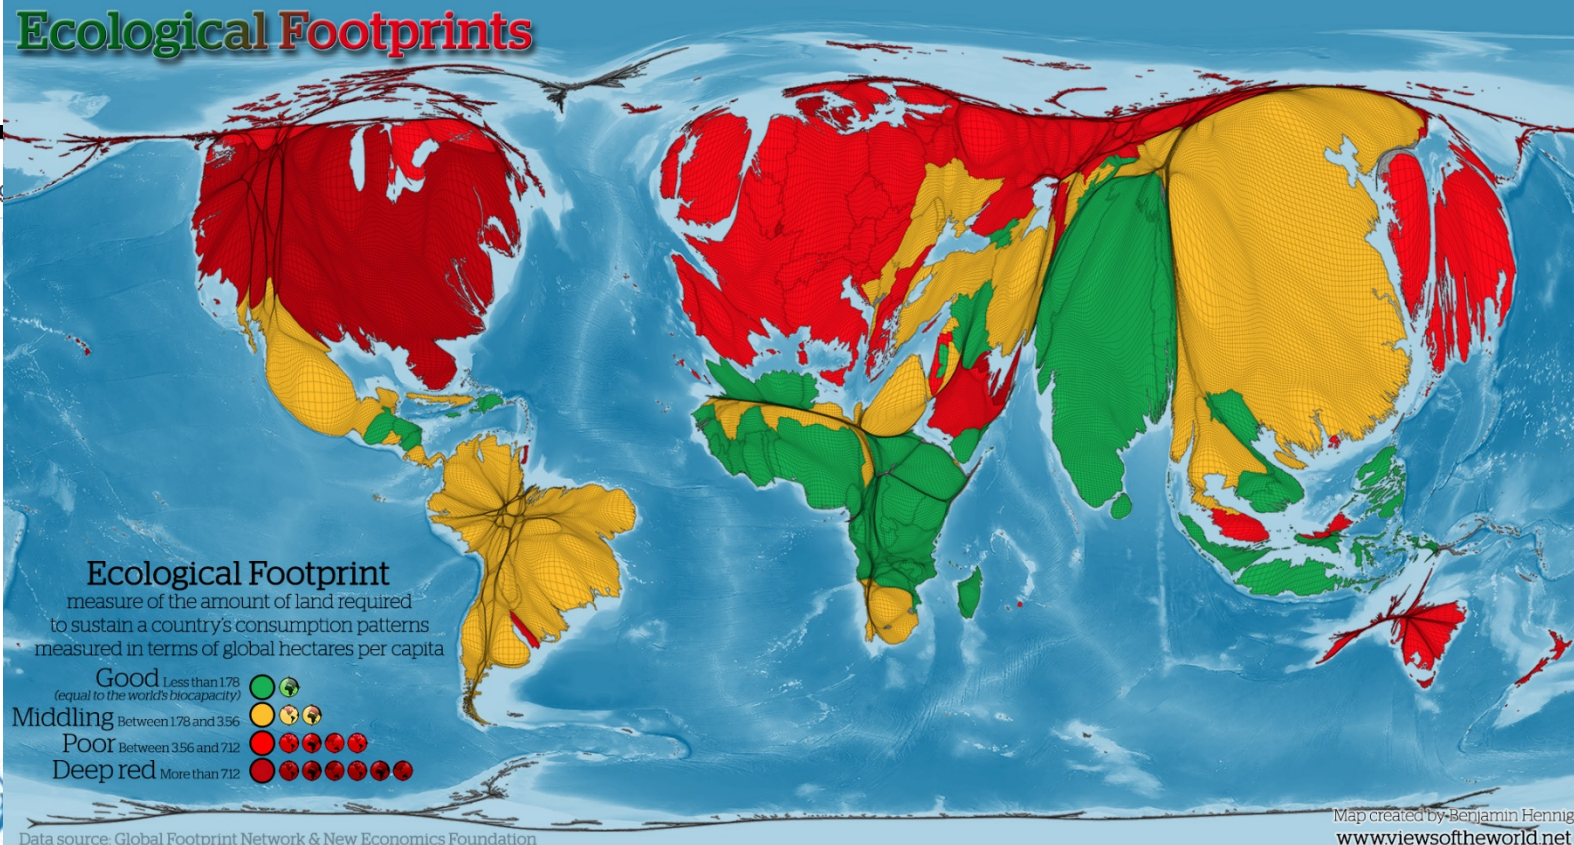 Ecological Footprints
Ecological Footprint
measure of the amount of land required
to sustain a country's consumption patterns
measured in terms of global hectares per capita
Good Less than 1.78
(equal to the world's biocapacity)
Middling Between 1.78 and 3.56
Poor Between 3.56 and 7.12
Deep red More than 7.12
Data source: Global Footprint Network & New Economics Foundation
Map created by Benjamin Hennig
www.viewsoftheworld.net